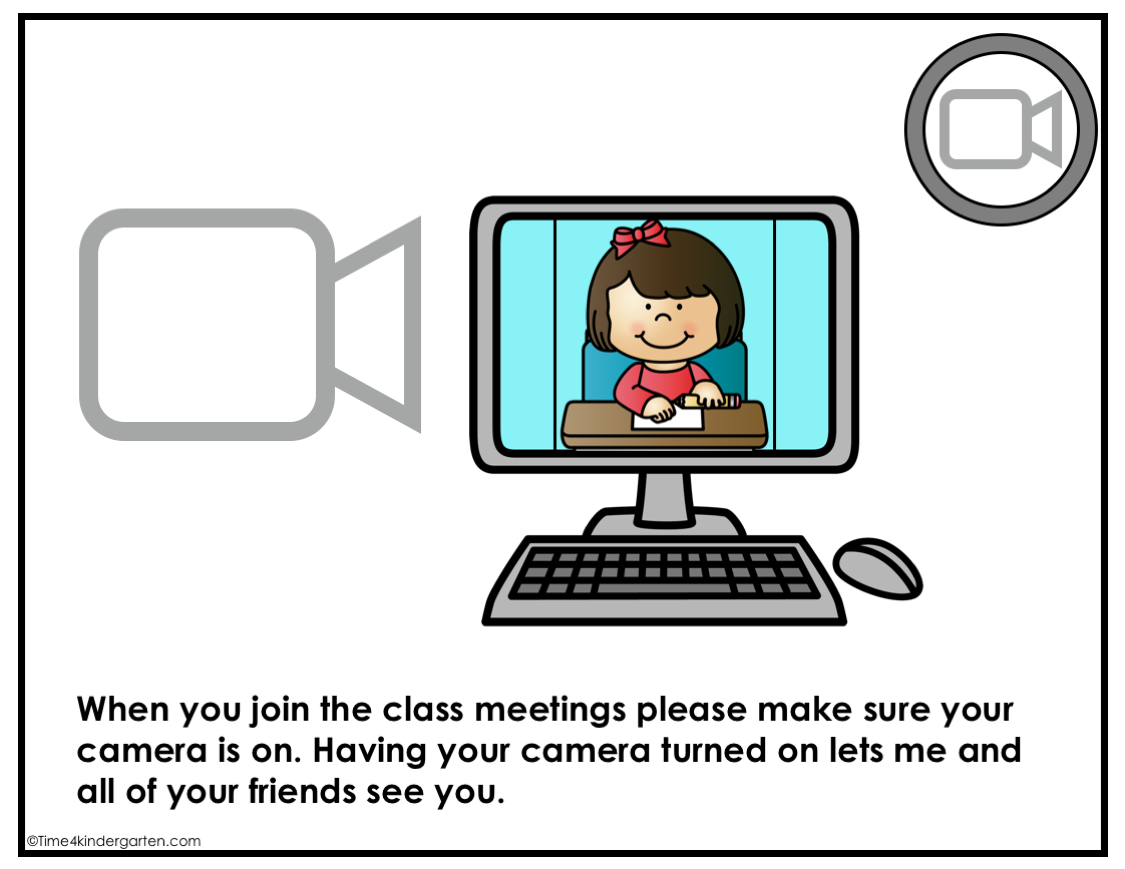 When you join the class meetings please make sure your
camera is on. Having your camera turned on lets me and
all of your friends see you.
©Time4kindergarten.com